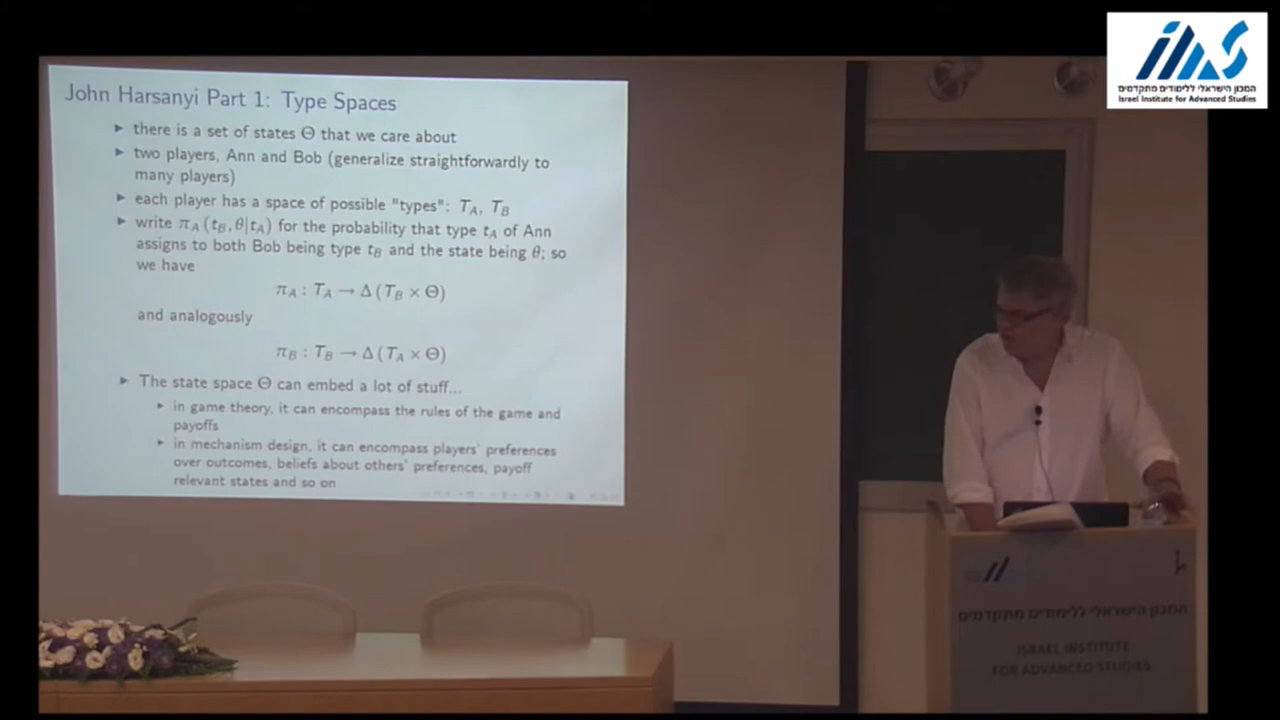 המכון הישראלי ללימודים מתקדמים
Israel Institute for Advanced Studies
John Harsanyi Part 1: Type Spaces
► there is a set of states Θ that we care about
► two players, Ann and Bob (generalize straightforwardly to
many players)
► each player has a space of possible "types": T_A, T_B
► write π_A (t_B, θ|t_A) for the probability that type t_A of Ann
assigns to both Bob being type t_B and the state being θ; so
we have
π_A : T_A → Δ (T_B × Θ)
and analogously
π_B : T_B → Δ (T_A × Θ)
► The state space Θ can embed a lot of stuff...
► in game theory, it can encompass the rules of the game and
payoffs
► in mechanism design, it can encompass players' preferences
over outcomes, beliefs about others' preferences, payoff
relevant states and so on
המכון הישראלי ללימודים מתקדמים
ISRAEL INSTITUTE
FOR ADVANCED STUDIES